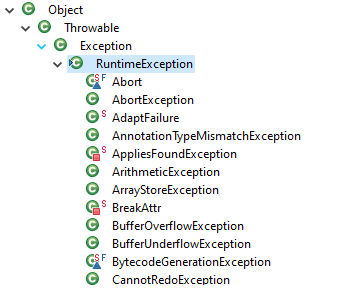 Object
Throwable
Exception
RuntimeException
Abort
AbortException
AdaptFailure
AnnotationTypeMismatchException
AppliesFoundException
ArithmeticException
ArrayStoreException
BreakAttr
BufferOverflowException
BufferUnderflowException
BytecodeGenerationException
CannotRedoException